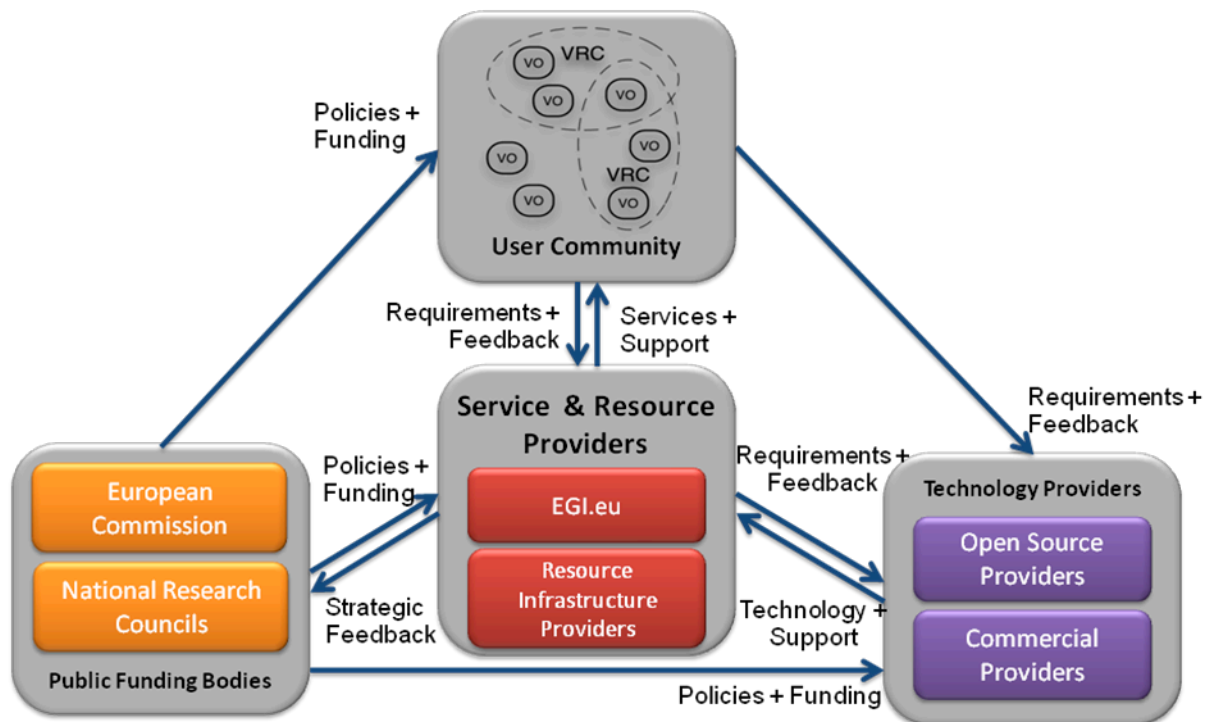 VO
VRC
VO
VO
VO
VO
VRC
VO
VO
User Community
Policies +
Funding
Requirements +
Feedback
Services +
Support
Requirements +
Feedback
Service & Resource
Providers
EGI.eu
Resource
Infrastructure
Providers
Policies +
Funding
Strategic
Feedback
European
Commission
National Research
Councils
Public Funding Bodies
Requirements +
Feedback
Technology +
Support
Technology Providers
Open Source
Providers
Commercial
Providers
Policies + Funding